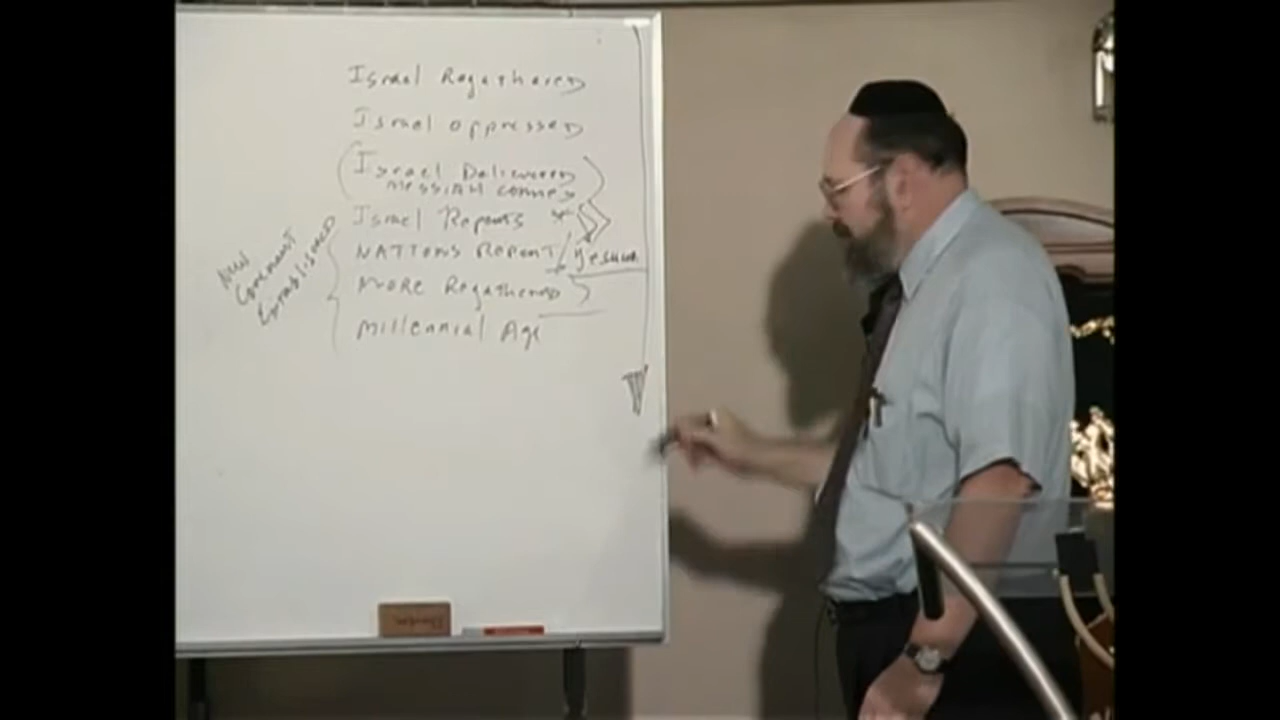 Israel Regathered
Israel oppressed
Israel Delivered
MESSIAH comes
Israel Repents
NATIONS Repent
Yeshua
MORE Regathered
Millennial Age
New
Covenant
Established